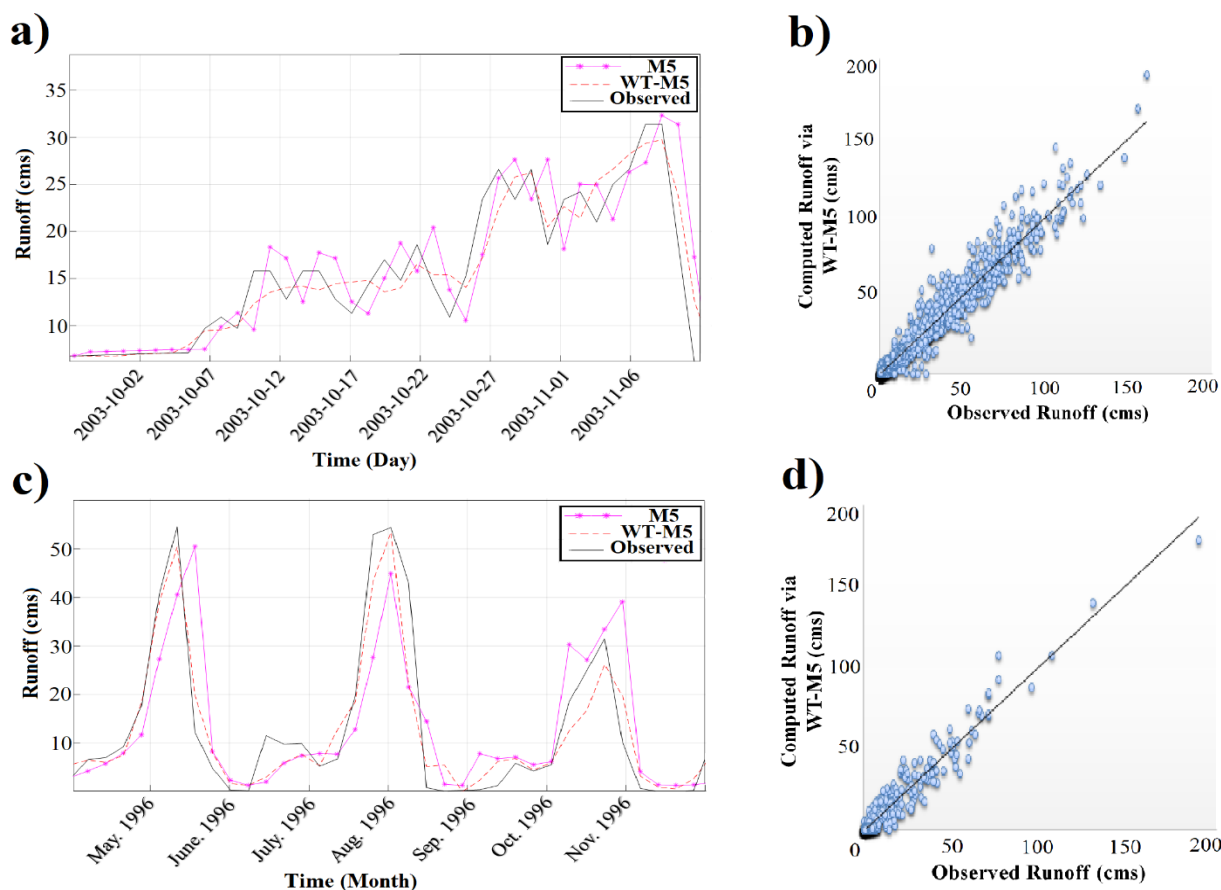 a)
M5
WT-M5
Observed
35
30
25
20
15
10
Runoff (cms)
2003-10-02
2003-10-07
2003-10-12
2003-10-17
2003-10-22
2003-10-27
2003-11-01
2003-11-06
Time (Day)
b)
200
150
100
50
0
Computed Runoff via
WT-M5 (cms)
50
100
150
200
Observed Runoff (cms)
c)
M5
WT-M5
Observed
50
40
30
20
10
Runoff (cms)
May. 1996
June. 1996
July. 1996
Aug. 1996
Sep. 1996
Oct. 1996
Nov. 1996
Time (Month)
d)
200
150
100
50
0
Computed Runoff via
WT-M5 (cms)
50
100
150
200
Observed Runoff (cms)